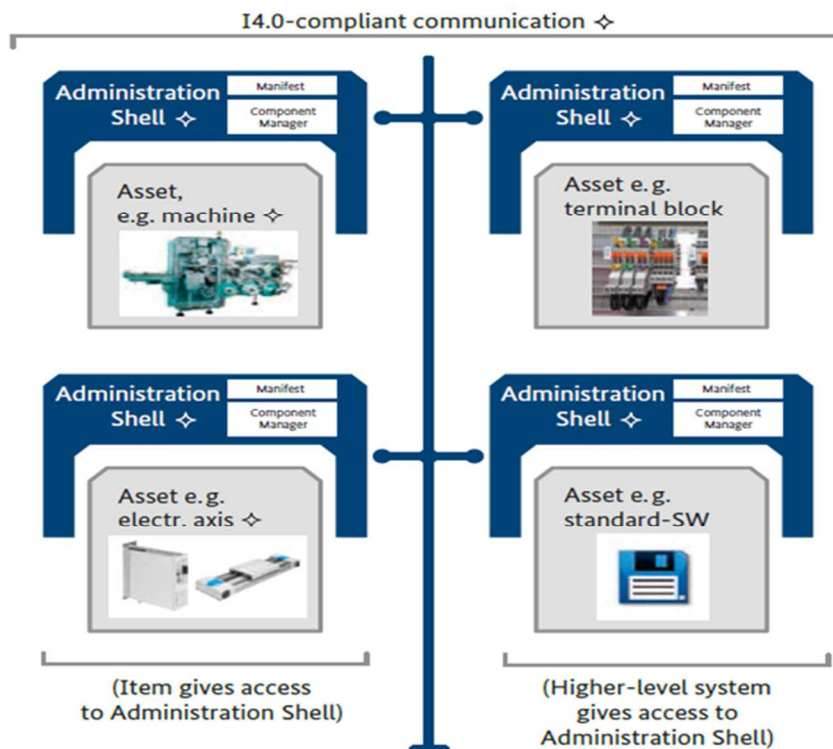 I4.0-compliant communication ✧
Administration
Shell ✧
Manifest
Component
Manager
Administration
Shell ✧
Manifest
Component
Manager
Asset,
e.g. machine ✧
Asset e.g.
terminal block
Administration
Shell ✧
Manifest
Component
Manager
Administration
Shell ✧
Manifest
Component
Manager
Asset e.g.
electr. axis ✧
Asset e.g.
standard-SW
(Item gives access
to Administration Shell)
(Higher-level system
gives access to
Administration Shell)